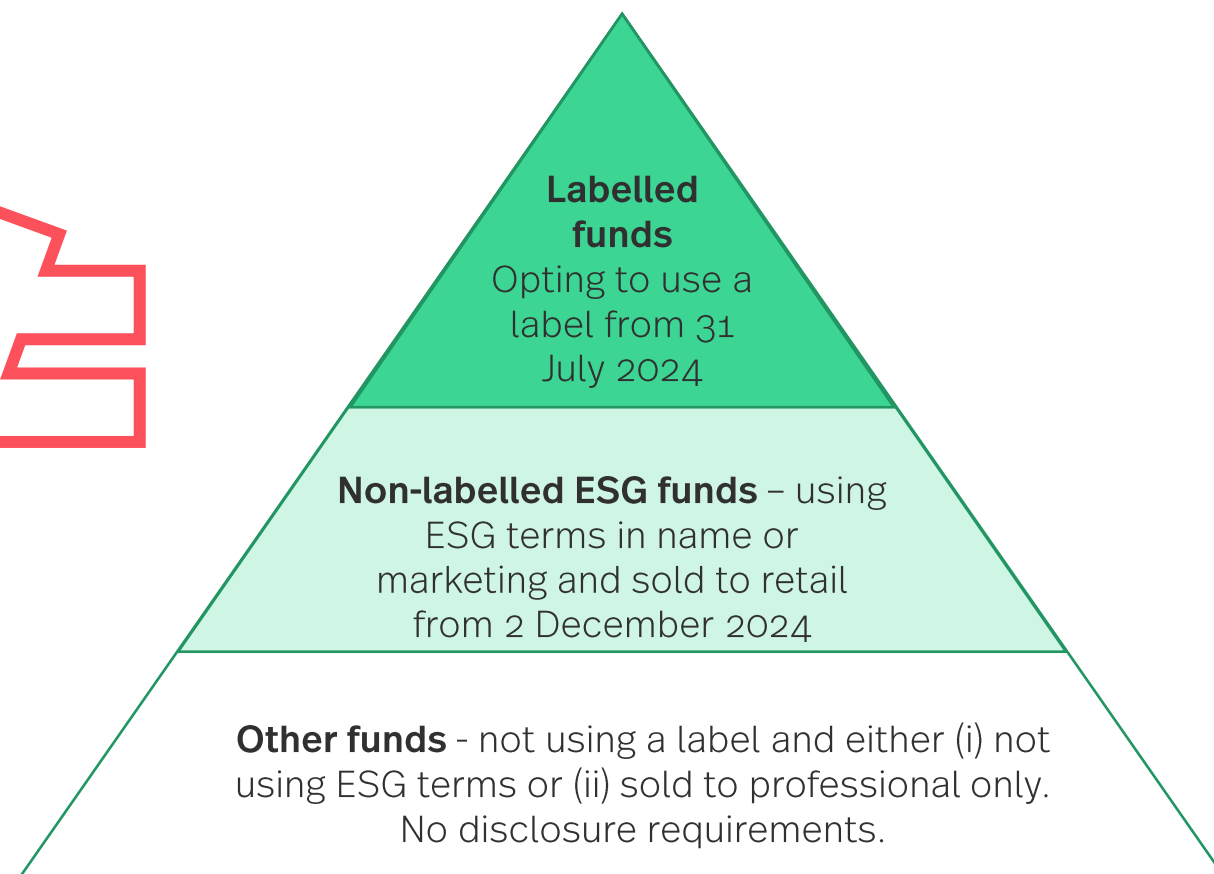 Labelled
funds
Opting to use a
label from 31
July 2024
Non-labelled ESG funds – using
ESG terms in name or
marketing and sold to retail
from 2 December 2024
Other funds - not using a label and either (i) not
using ESG terms or (ii) sold to professional only.
No disclosure requirements.